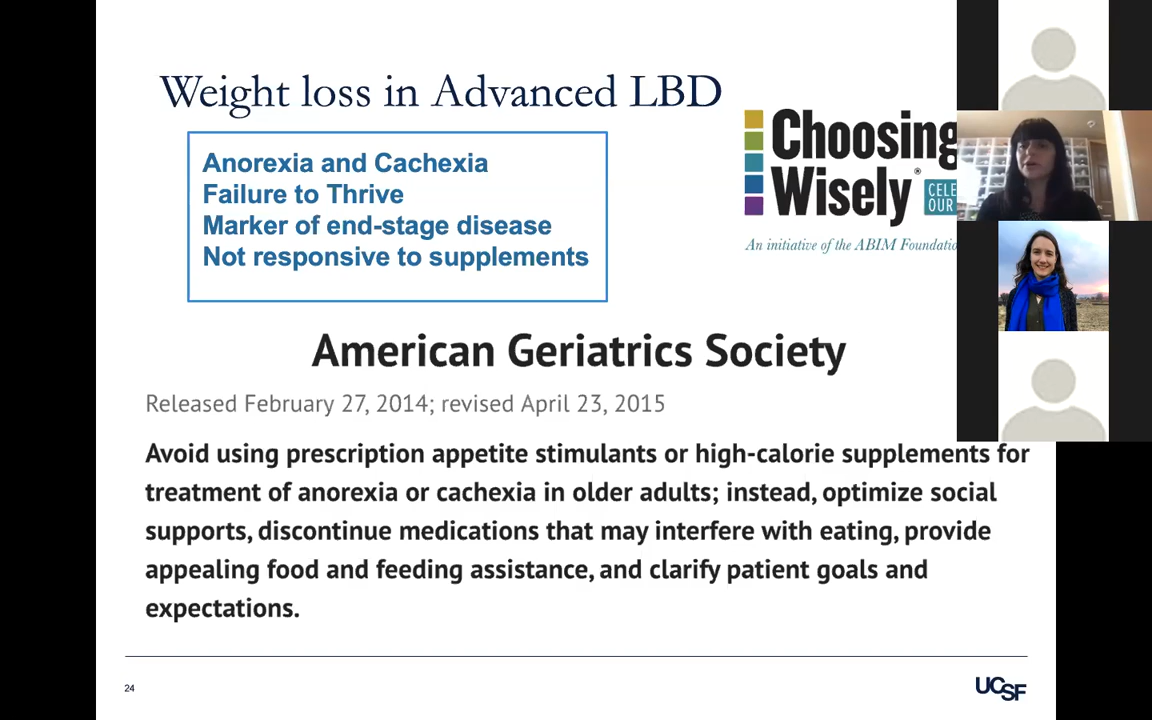 Weight loss in Advanced LBD
Anorexia and Cachexia
Failure to Thrive
Marker of end-stage disease
Not responsive to supplements
Choosing
Wisely®
CELE
OUR
An initiative of the ABIM Foundatio
American Geriatrics Society
Released February 27, 2014; revised April 23, 2015
Avoid using prescription appetite stimulants or high-calorie supplements for
treatment of anorexia or cachexia in older adults; instead, optimize social
supports, discontinue medications that may interfere with eating, provide
appealing food and feeding assistance, and clarify patient goals and
expectations.
24
UCSF